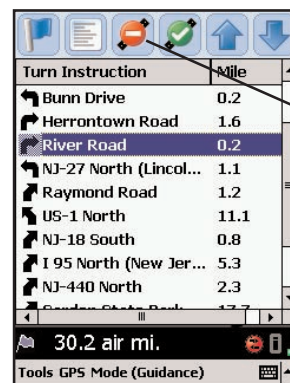 Turn Instruction Mile
Bunn Drive 0.2
Herrontown Road 1.6
River Road 0.2
NJ-27 North (Lincol... 1.1
Raymond Road 1.2
US-1 North 11.1
NJ-18 South 0.8
I 95 North (New Jer... 5.3
NJ-440 North 2.3
30.2 air mi.
Tools GPS Mode (Guidance)